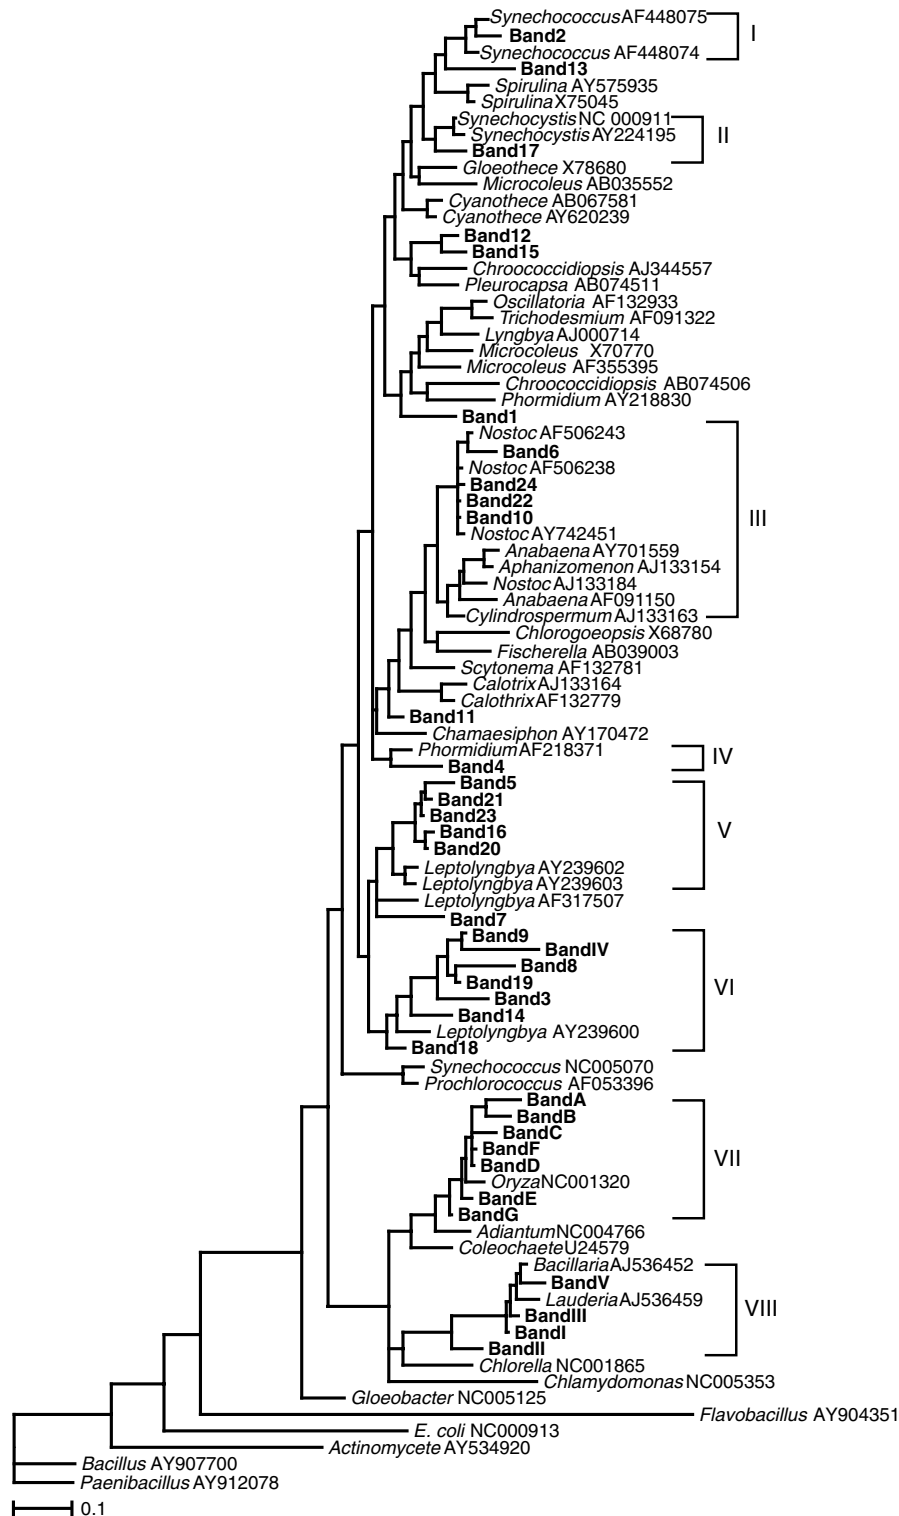 Synechococcus AF448075
I
Band2
Synechococcus AF448074
Band13
Spirulina AY575935
Spirulina X75045
Synechocystis NC 000911
II
Synechocystis AY224195
Band17
Gloeothece X78680
Microcoleus AB035552
Cyanothece AB067581
Cyanothece AY620239
Band12
Band15
Chroococcidiopsis AJ344557
Pleurocapsa AB074511
Oscillatoria AF132933
Trichodesmium AF091322
Lyngbya AJ000714
Microcoleus X70770
Microcoleus AF355395
Chroococcidiopsis AB074506
Phormidium AY218830
Band1
Nostoc AF506243
Band6
Nostoc AF506238
Band24
Band22
Band10
III
Nostoc AY742451
Anabaena AY701559
Aphanizomenon AJ133154
Nostoc AJ133184
Anabaena AF091150
Cylindrospermum AJ133163
Chlorogoeopsis X68780
Fischerella AB039003
Scytonema AF132781
Calotrix AJ133164
Calothrix AF132779
Band11
Chamaesiphon AY170472
Phormidium AF218371
IV
Band4
Band5
Band21
Band23
V
Band16
Band20
Leptolyngbya AY239602
Leptolyngbya AY239603
Leptolyngbya AF317507
Band7
Band9
BandIV
Band8
Band19
VI
Band3
Band14
Leptolyngbya AY239600
Band18
Synechococcus NC005070
Prochlorococcus AF053396
BandA
BandB
BandC
BandF
VII
BandD
Oryza NC001320
BandE
BandG
Adiantum NC004766
Coleochaete U24579
Bacillaria AJ536452
BandV
Lauderia AJ536459
VIII
BandIII
BandI
BandII
Chlorella NC001865
Chlamydomonas NC005353
Gloeobacter NC005125
Flavobacillus AY904351
E. coli NC000913
Actinomycete AY534920
Bacillus AY907700
Paenibacillus AY912078
0.1